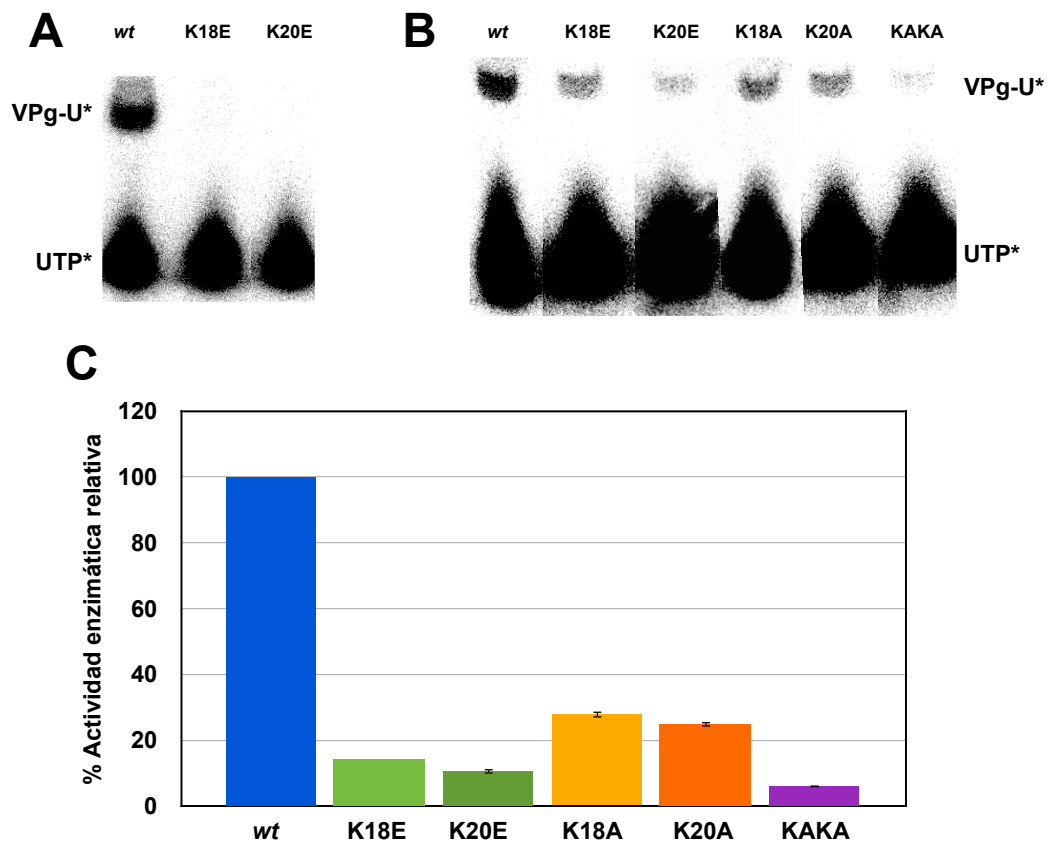 A
wt K18E K20E
VPg-U*
UTP*
B
wt K18E K20E K18A K20A KAKA
VPg-U*
UTP*
C
% Actividad enzimática relativa
120
100
80
60
40
20
0
wt K18E K20E K18A K20A KAKA